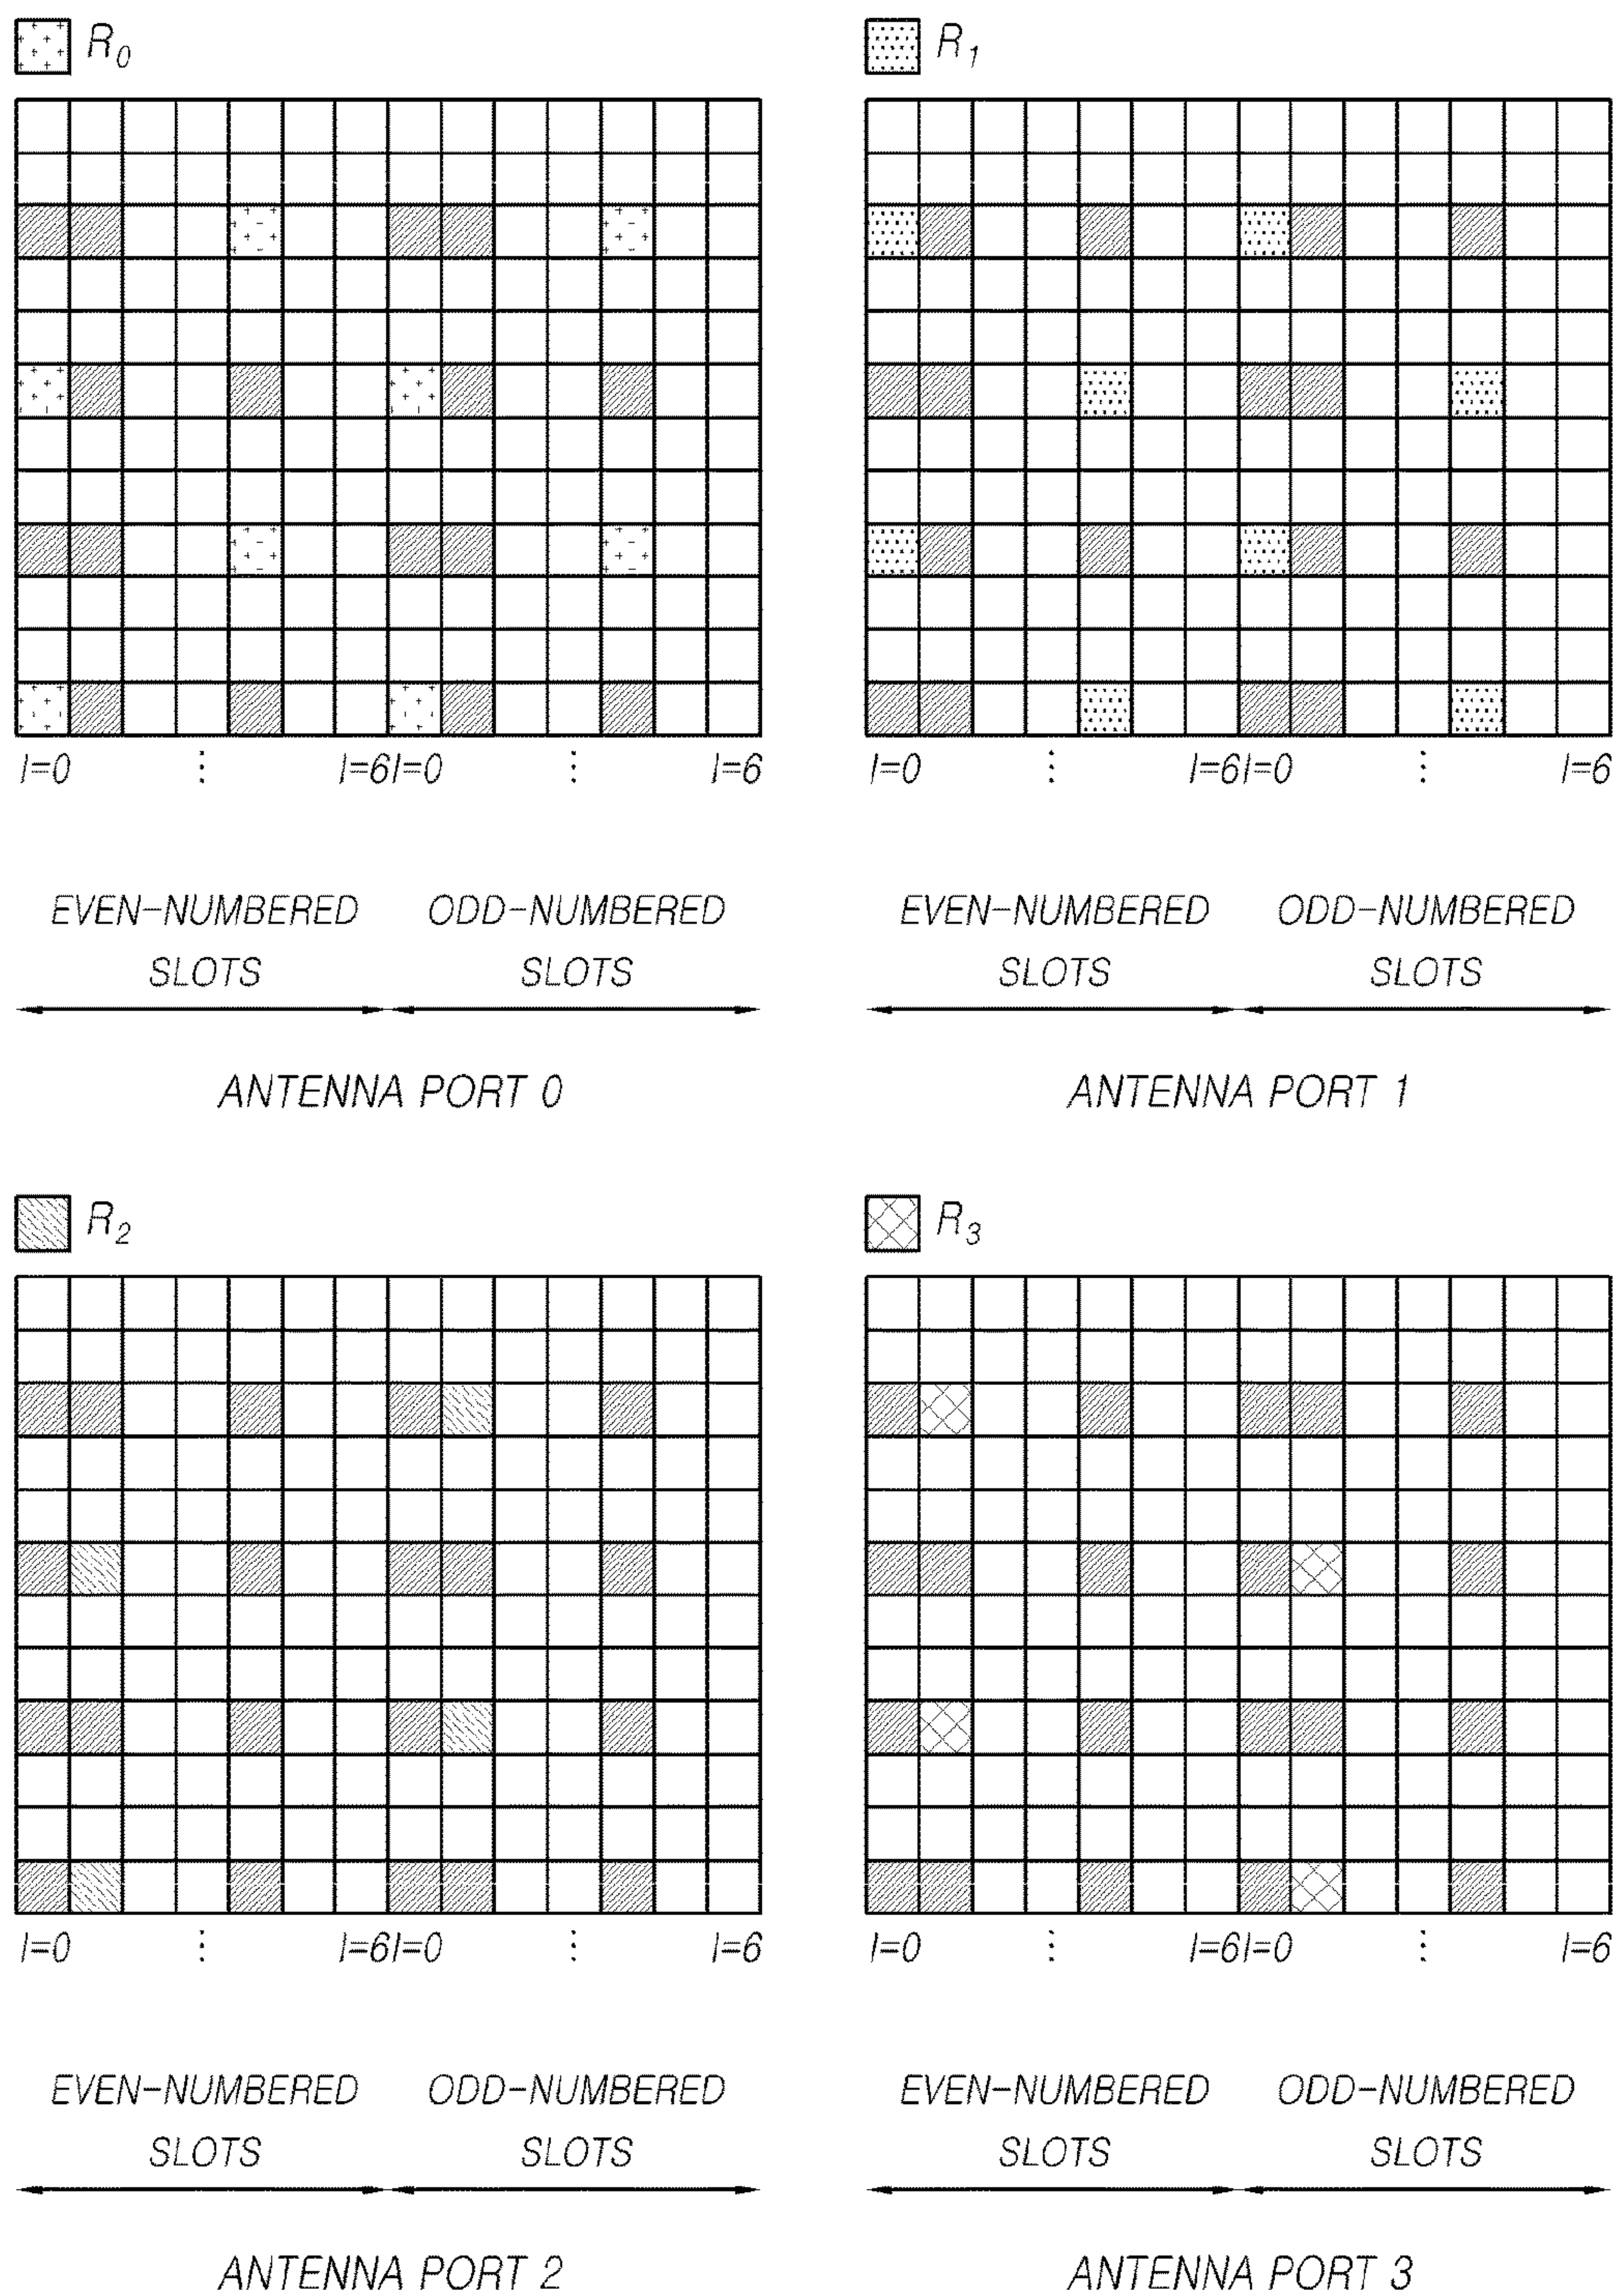 R0
R1
l=0 ⋮ l=6 l=0 ⋮ l=6
l=0 ⋮ l=6 l=0 ⋮ l=6
EVEN-NUMBERED SLOTS
ODD-NUMBERED SLOTS
EVEN-NUMBERED SLOTS
ODD-NUMBERED SLOTS
ANTENNA PORT 0
ANTENNA PORT 1
R2
R3
l=0 ⋮ l=6 l=0 ⋮ l=6
l=0 ⋮ l=6 l=0 ⋮ l=6
EVEN-NUMBERED SLOTS
ODD-NUMBERED SLOTS
EVEN-NUMBERED SLOTS
ODD-NUMBERED SLOTS
ANTENNA PORT 2
ANTENNA PORT 3